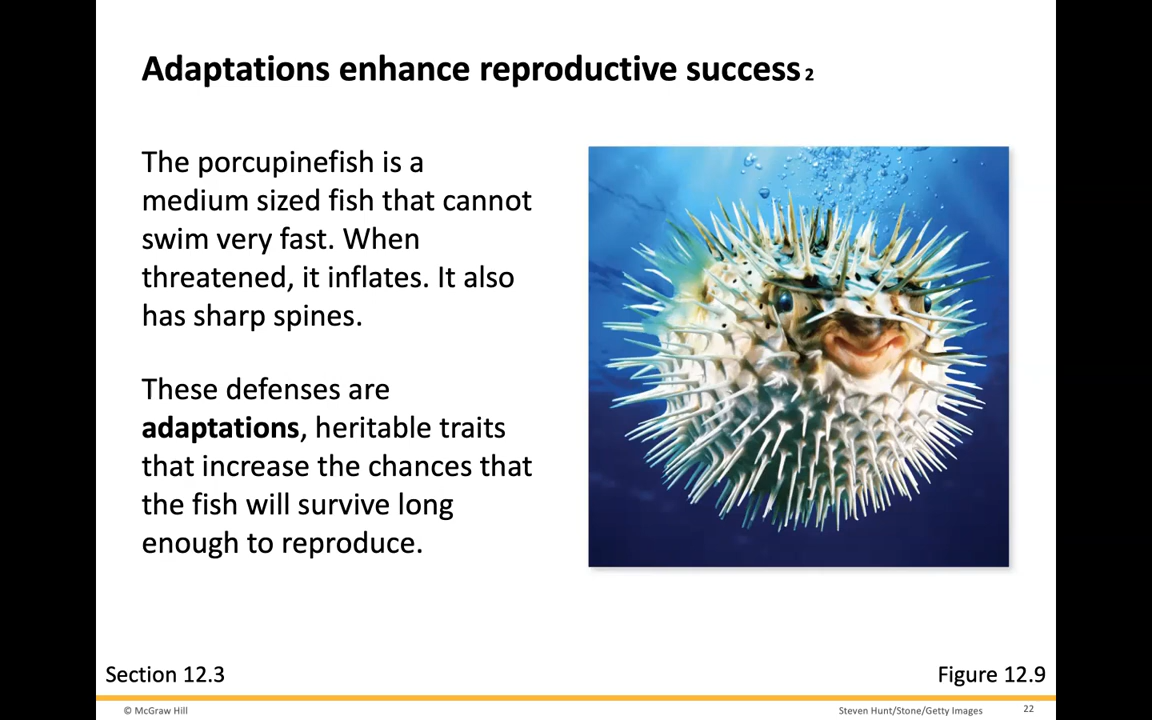 Adaptations enhance reproductive success 2
The porcupinefish is a
medium sized fish that cannot
swim very fast. When
threatened, it inflates. It also
has sharp spines.
These defenses are
adaptations, heritable traits
that increase the chances that
the fish will survive long
enough to reproduce.
Section 12.3
Figure 12.9
© McGraw Hill
Steven Hunt/Stone/Getty Images
22